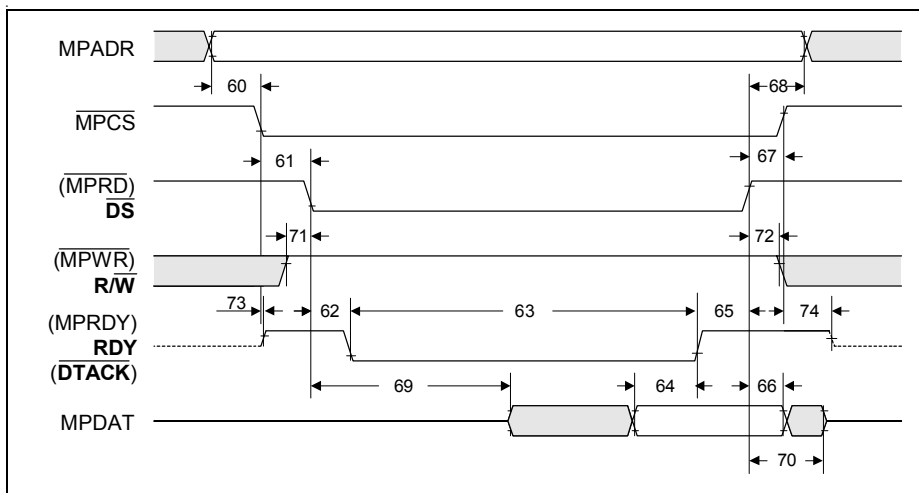 MPADR
60
68
MPCS
61
67
(MPRD)
DS
71
72
(MPWR)
R/W
73
62
63
65
74
(MPRDY)
RDY
(DTACK)
69
64
66
MPDAT
70